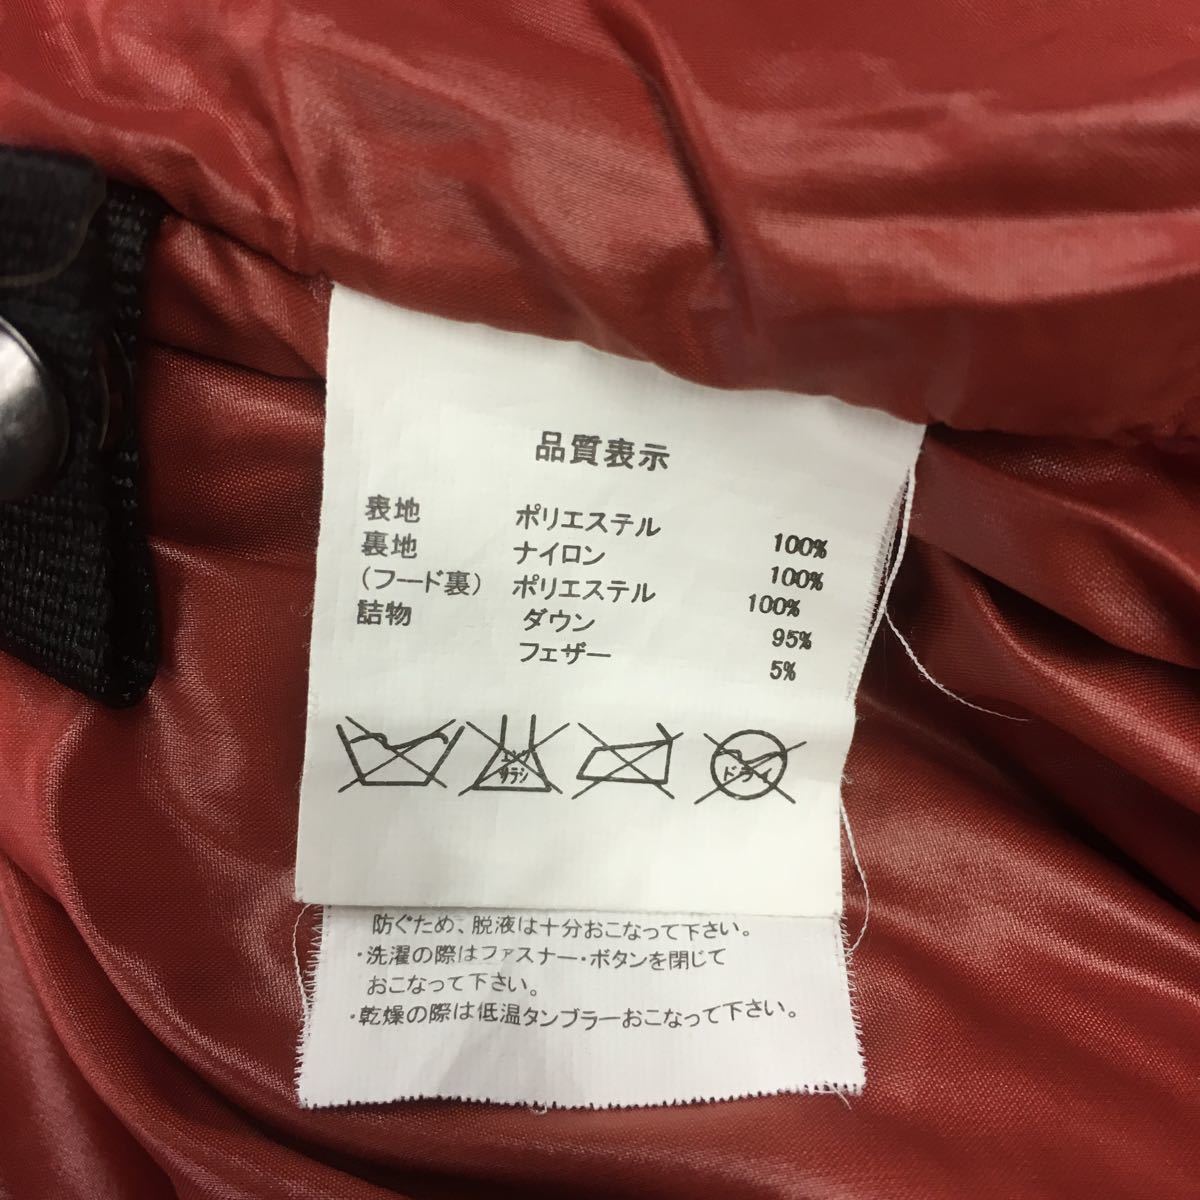 品質表示
表地 ポリエステル 100%
裏地 ナイロン 100%
(フード裏) ポリエステル 100%
詰物 ダウン 95%
フェザー 5%
エンソ サラシ ドライ
防ぐため、脱液は十分おこなって下さい。
・洗濯の際はファスナー・ボタンを閉じて
おこなって下さい。
・乾燥の際は低温タンブラーおこなって下さい。